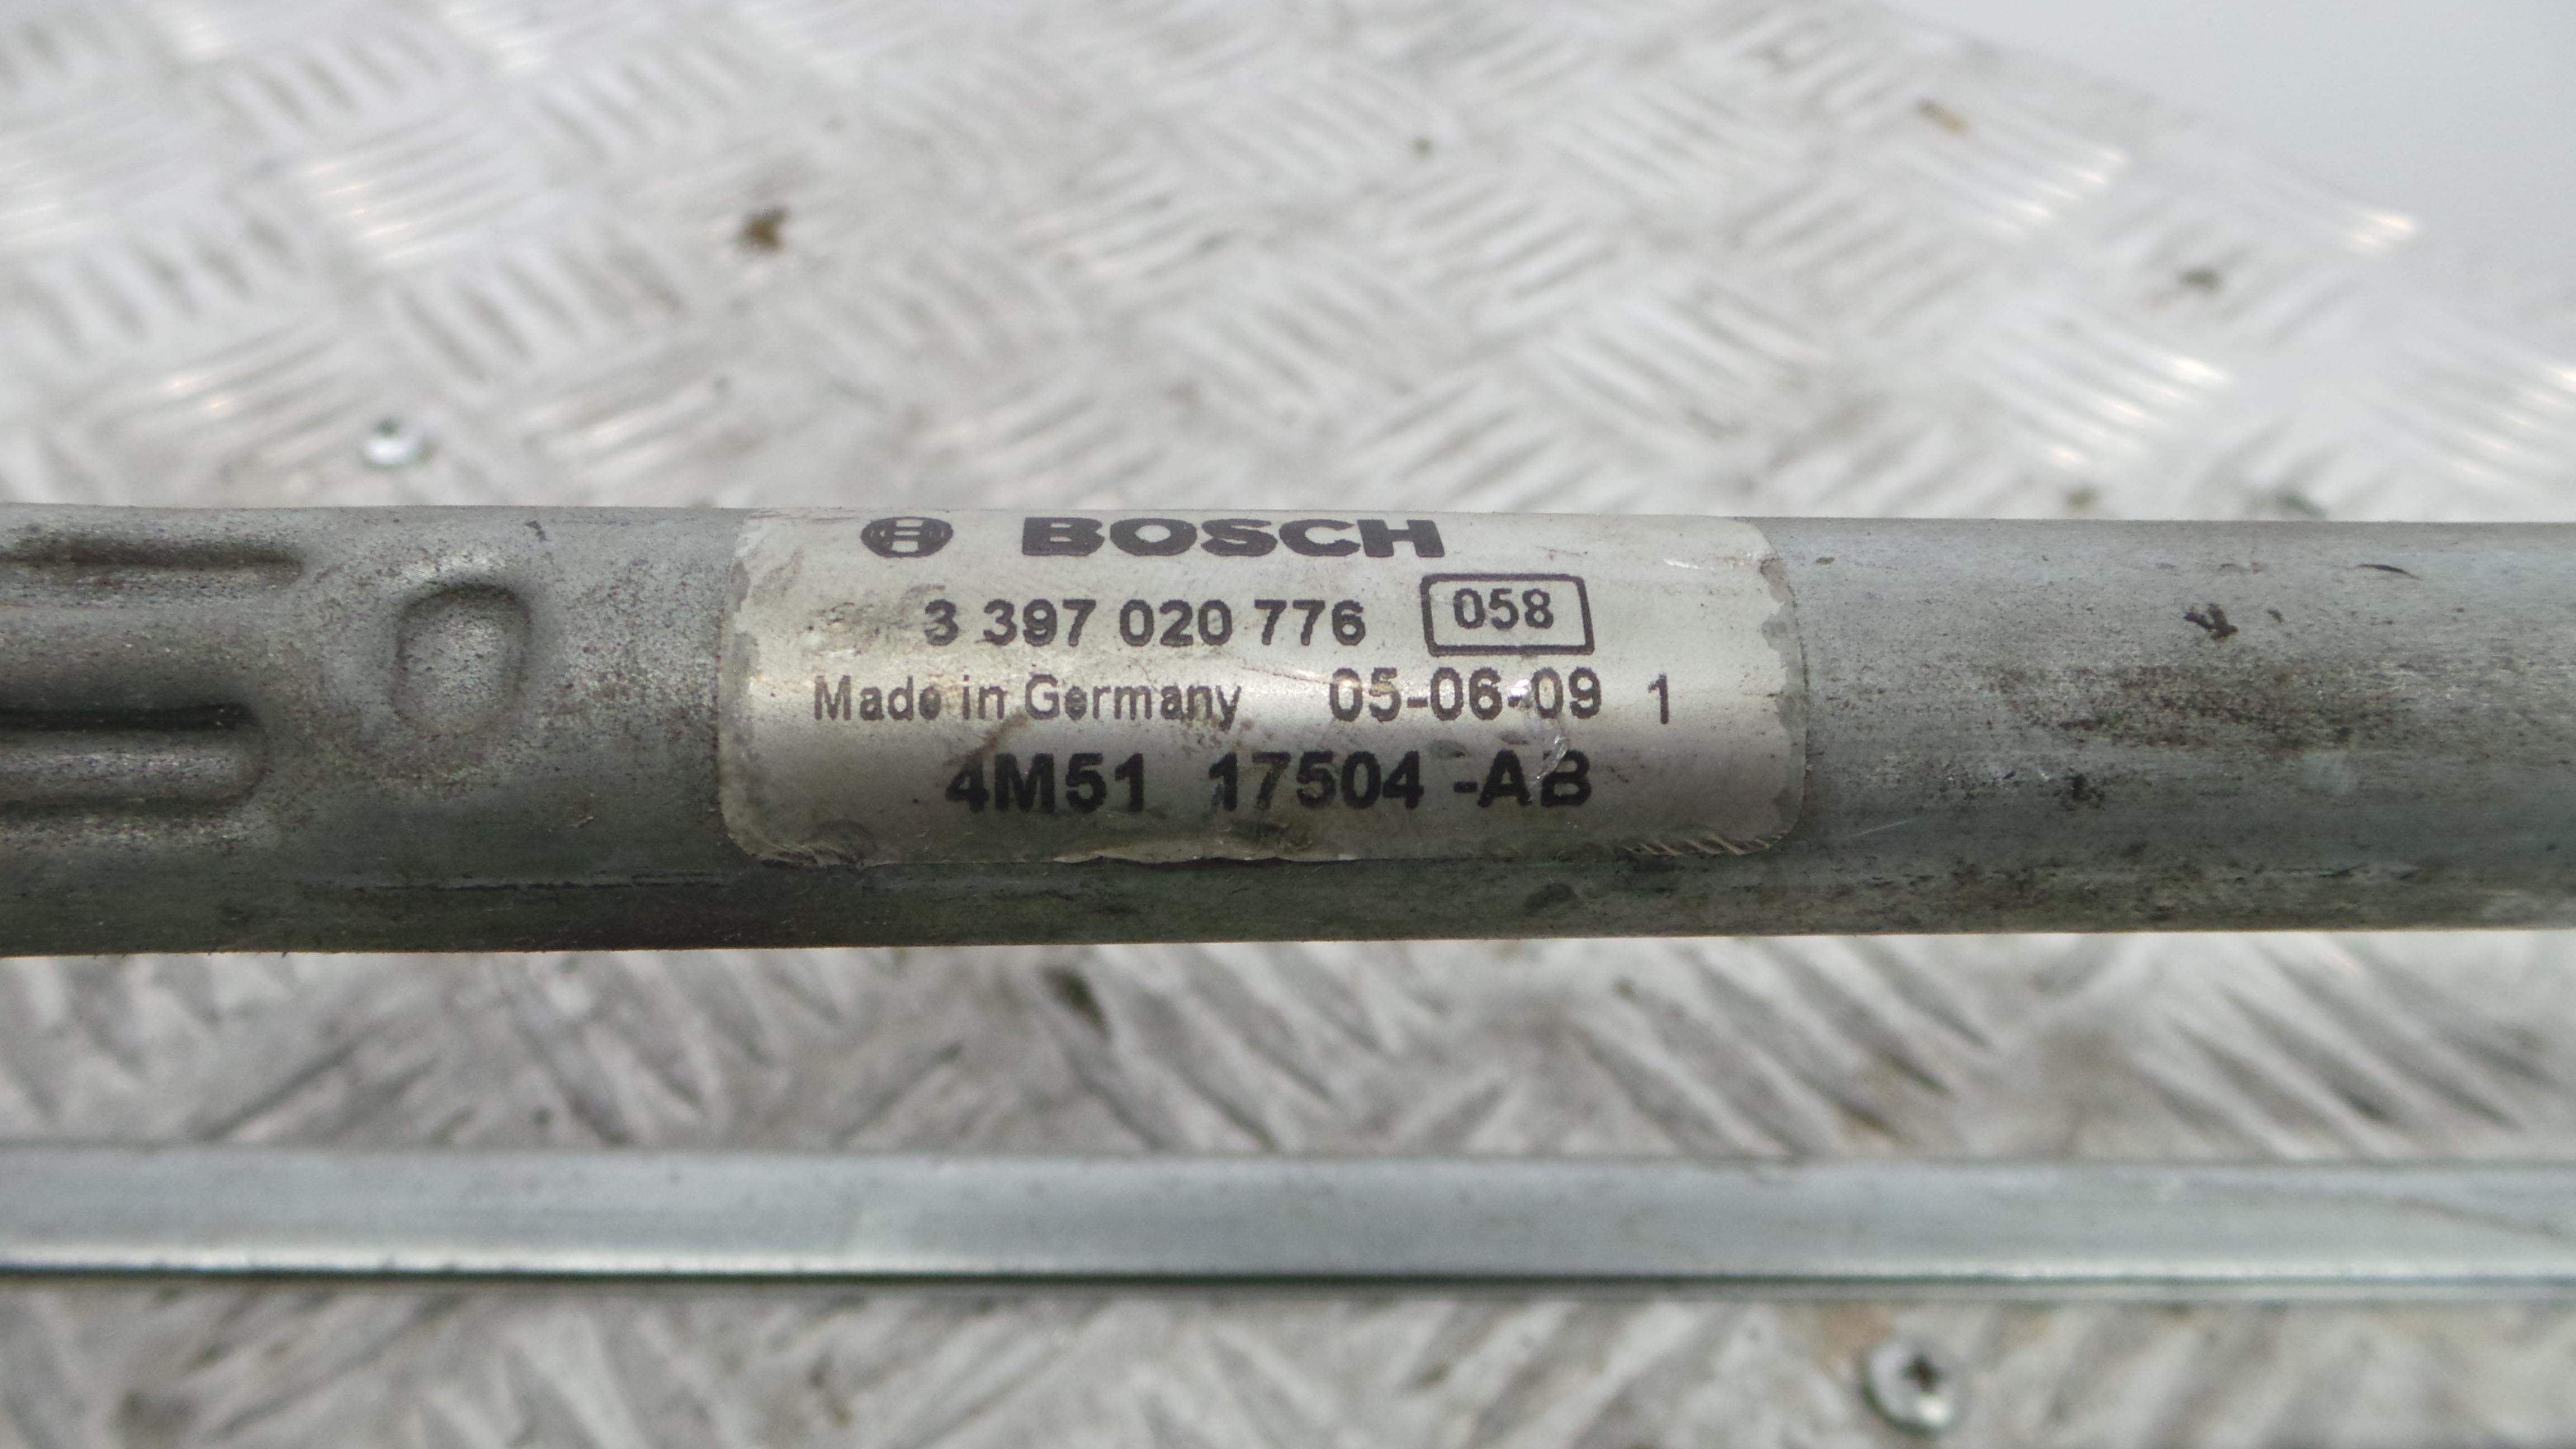 BOSCH
3 397 020 776 058
Made in Germany 05-06-09 1
4M51 17504 -AB